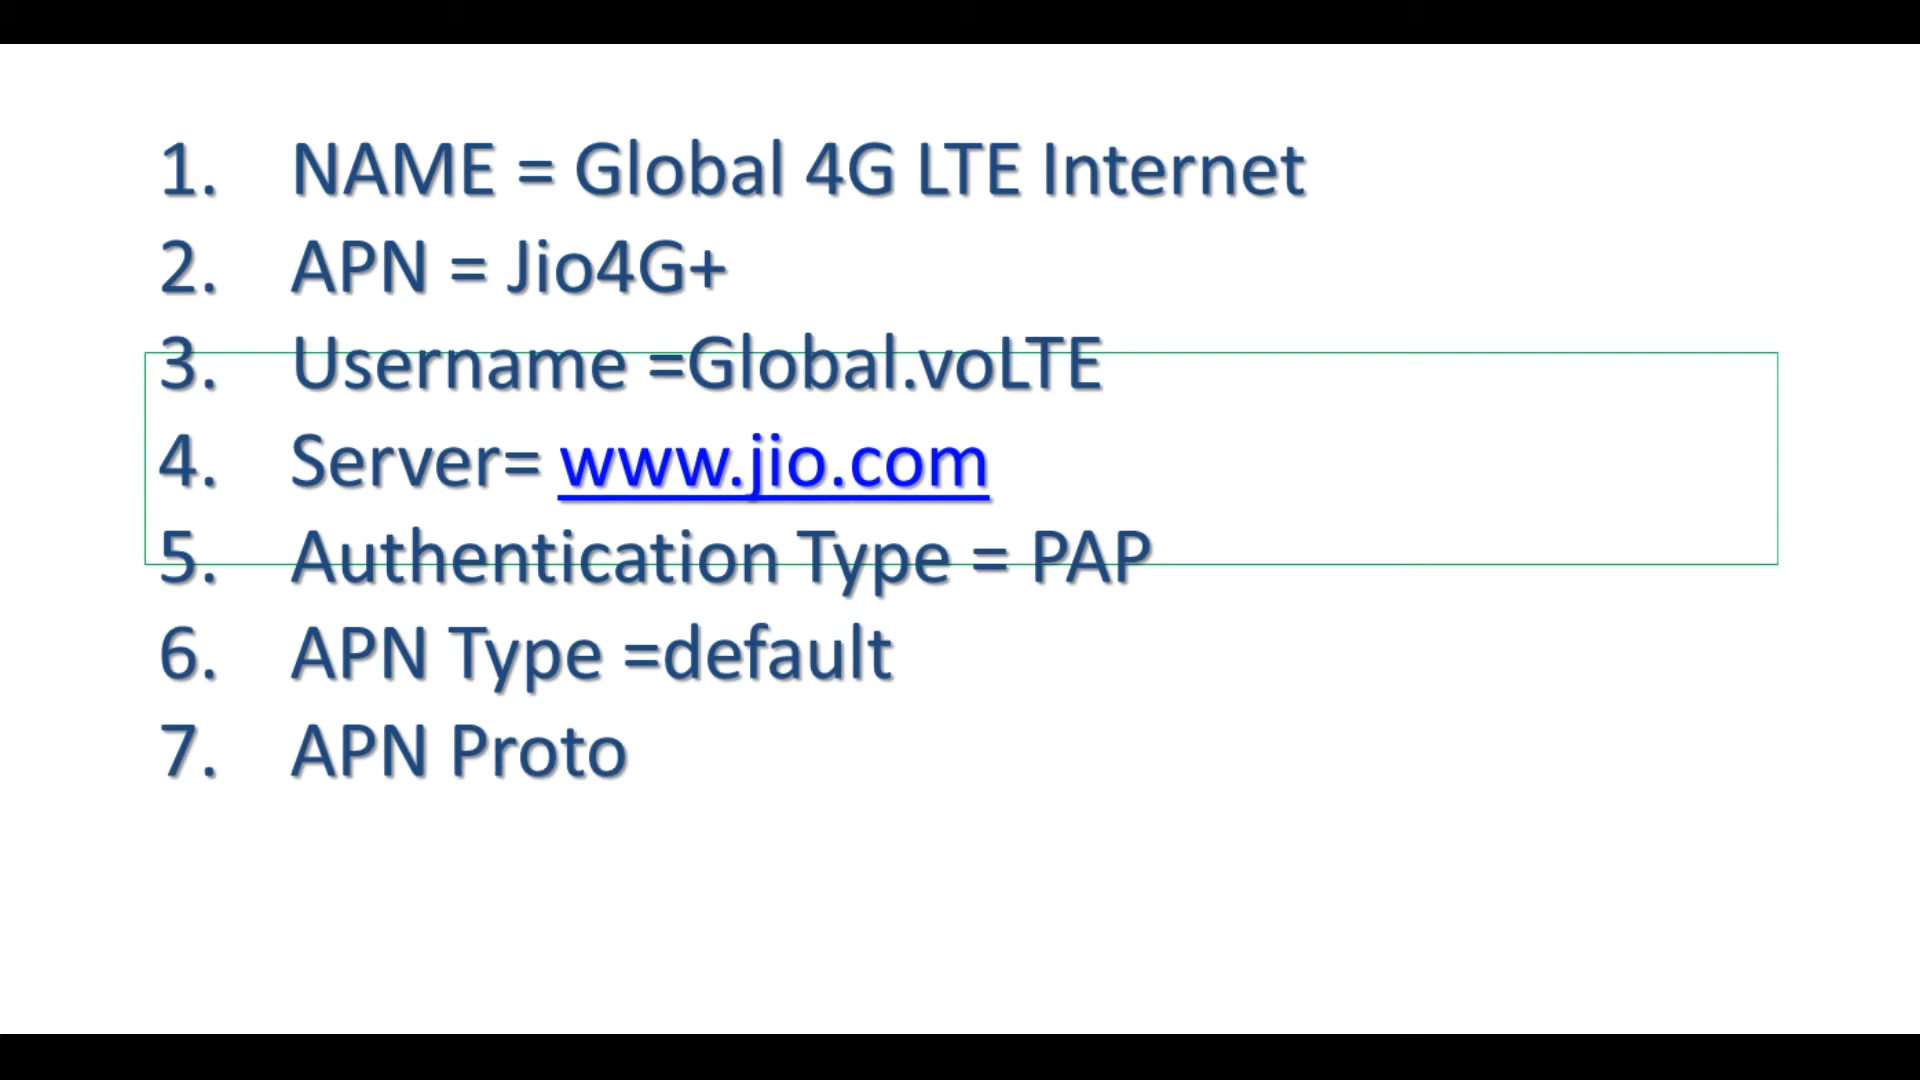 1. NAME = Global 4G LTE Internet
2. APN = Jio4G+
3. Username =Global.voLTE
4. Server= www.jio.com
5. Authentication Type = PAP
6. APN Type =default
7. APN Proto